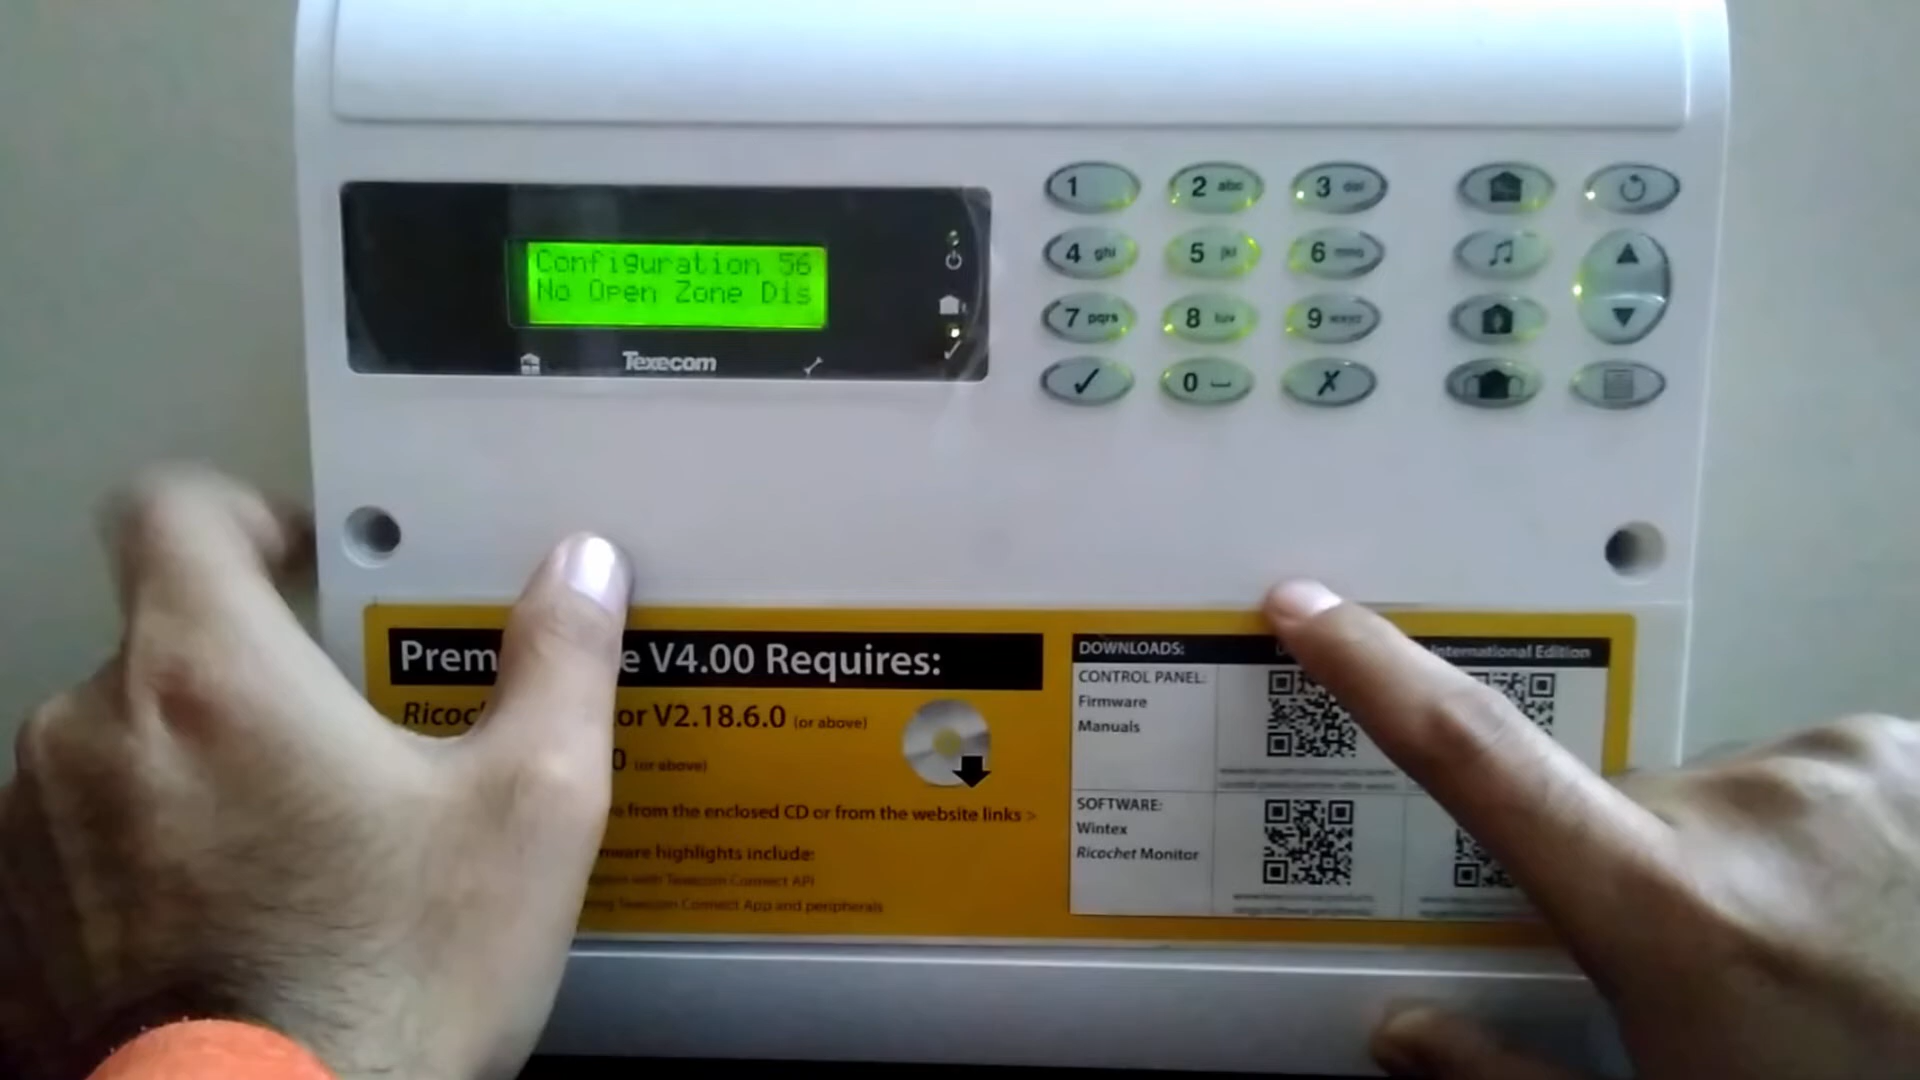 Configuration 56
No Open Zone Dis
Texecom
1
2 abc
3 def
4 ghi
5 jkl
6 mno
7 pqrs
8 tuv
9 wxyz
0
Prem e V4.00 Requires:
Ricoc or V2.18.6.0 (or above)
0 (or above)
from the enclosed CD or from the website links >
mware highlights include:
with Texecom Connect API
ing Texecom Connect App and peripherals
DOWNLOADS:
International Edition
CONTROL PANEL:
Firmware
Manuals
SOFTWARE:
Wintex
Ricochet Monitor